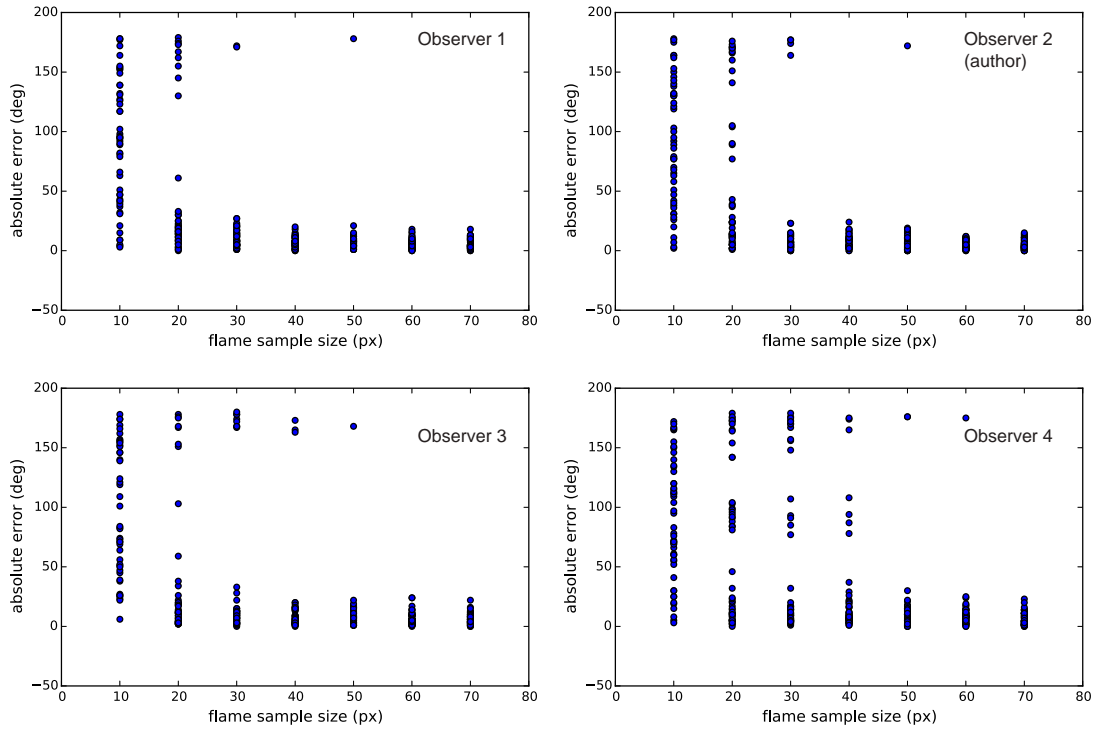 200
150
100
50
0
−50
absolute error (deg)
Observer 1
0 10 20 30 40 50 60 70 80
flame sample size (px)
200
150
100
50
0
−50
absolute error (deg)
Observer 2
(author)
0 10 20 30 40 50 60 70 80
flame sample size (px)
200
150
100
50
0
−50
absolute error (deg)
Observer 3
0 10 20 30 40 50 60 70 80
flame sample size (px)
200
150
100
50
0
−50
absolute error (deg)
Observer 4
0 10 20 30 40 50 60 70 80
flame sample size (px)